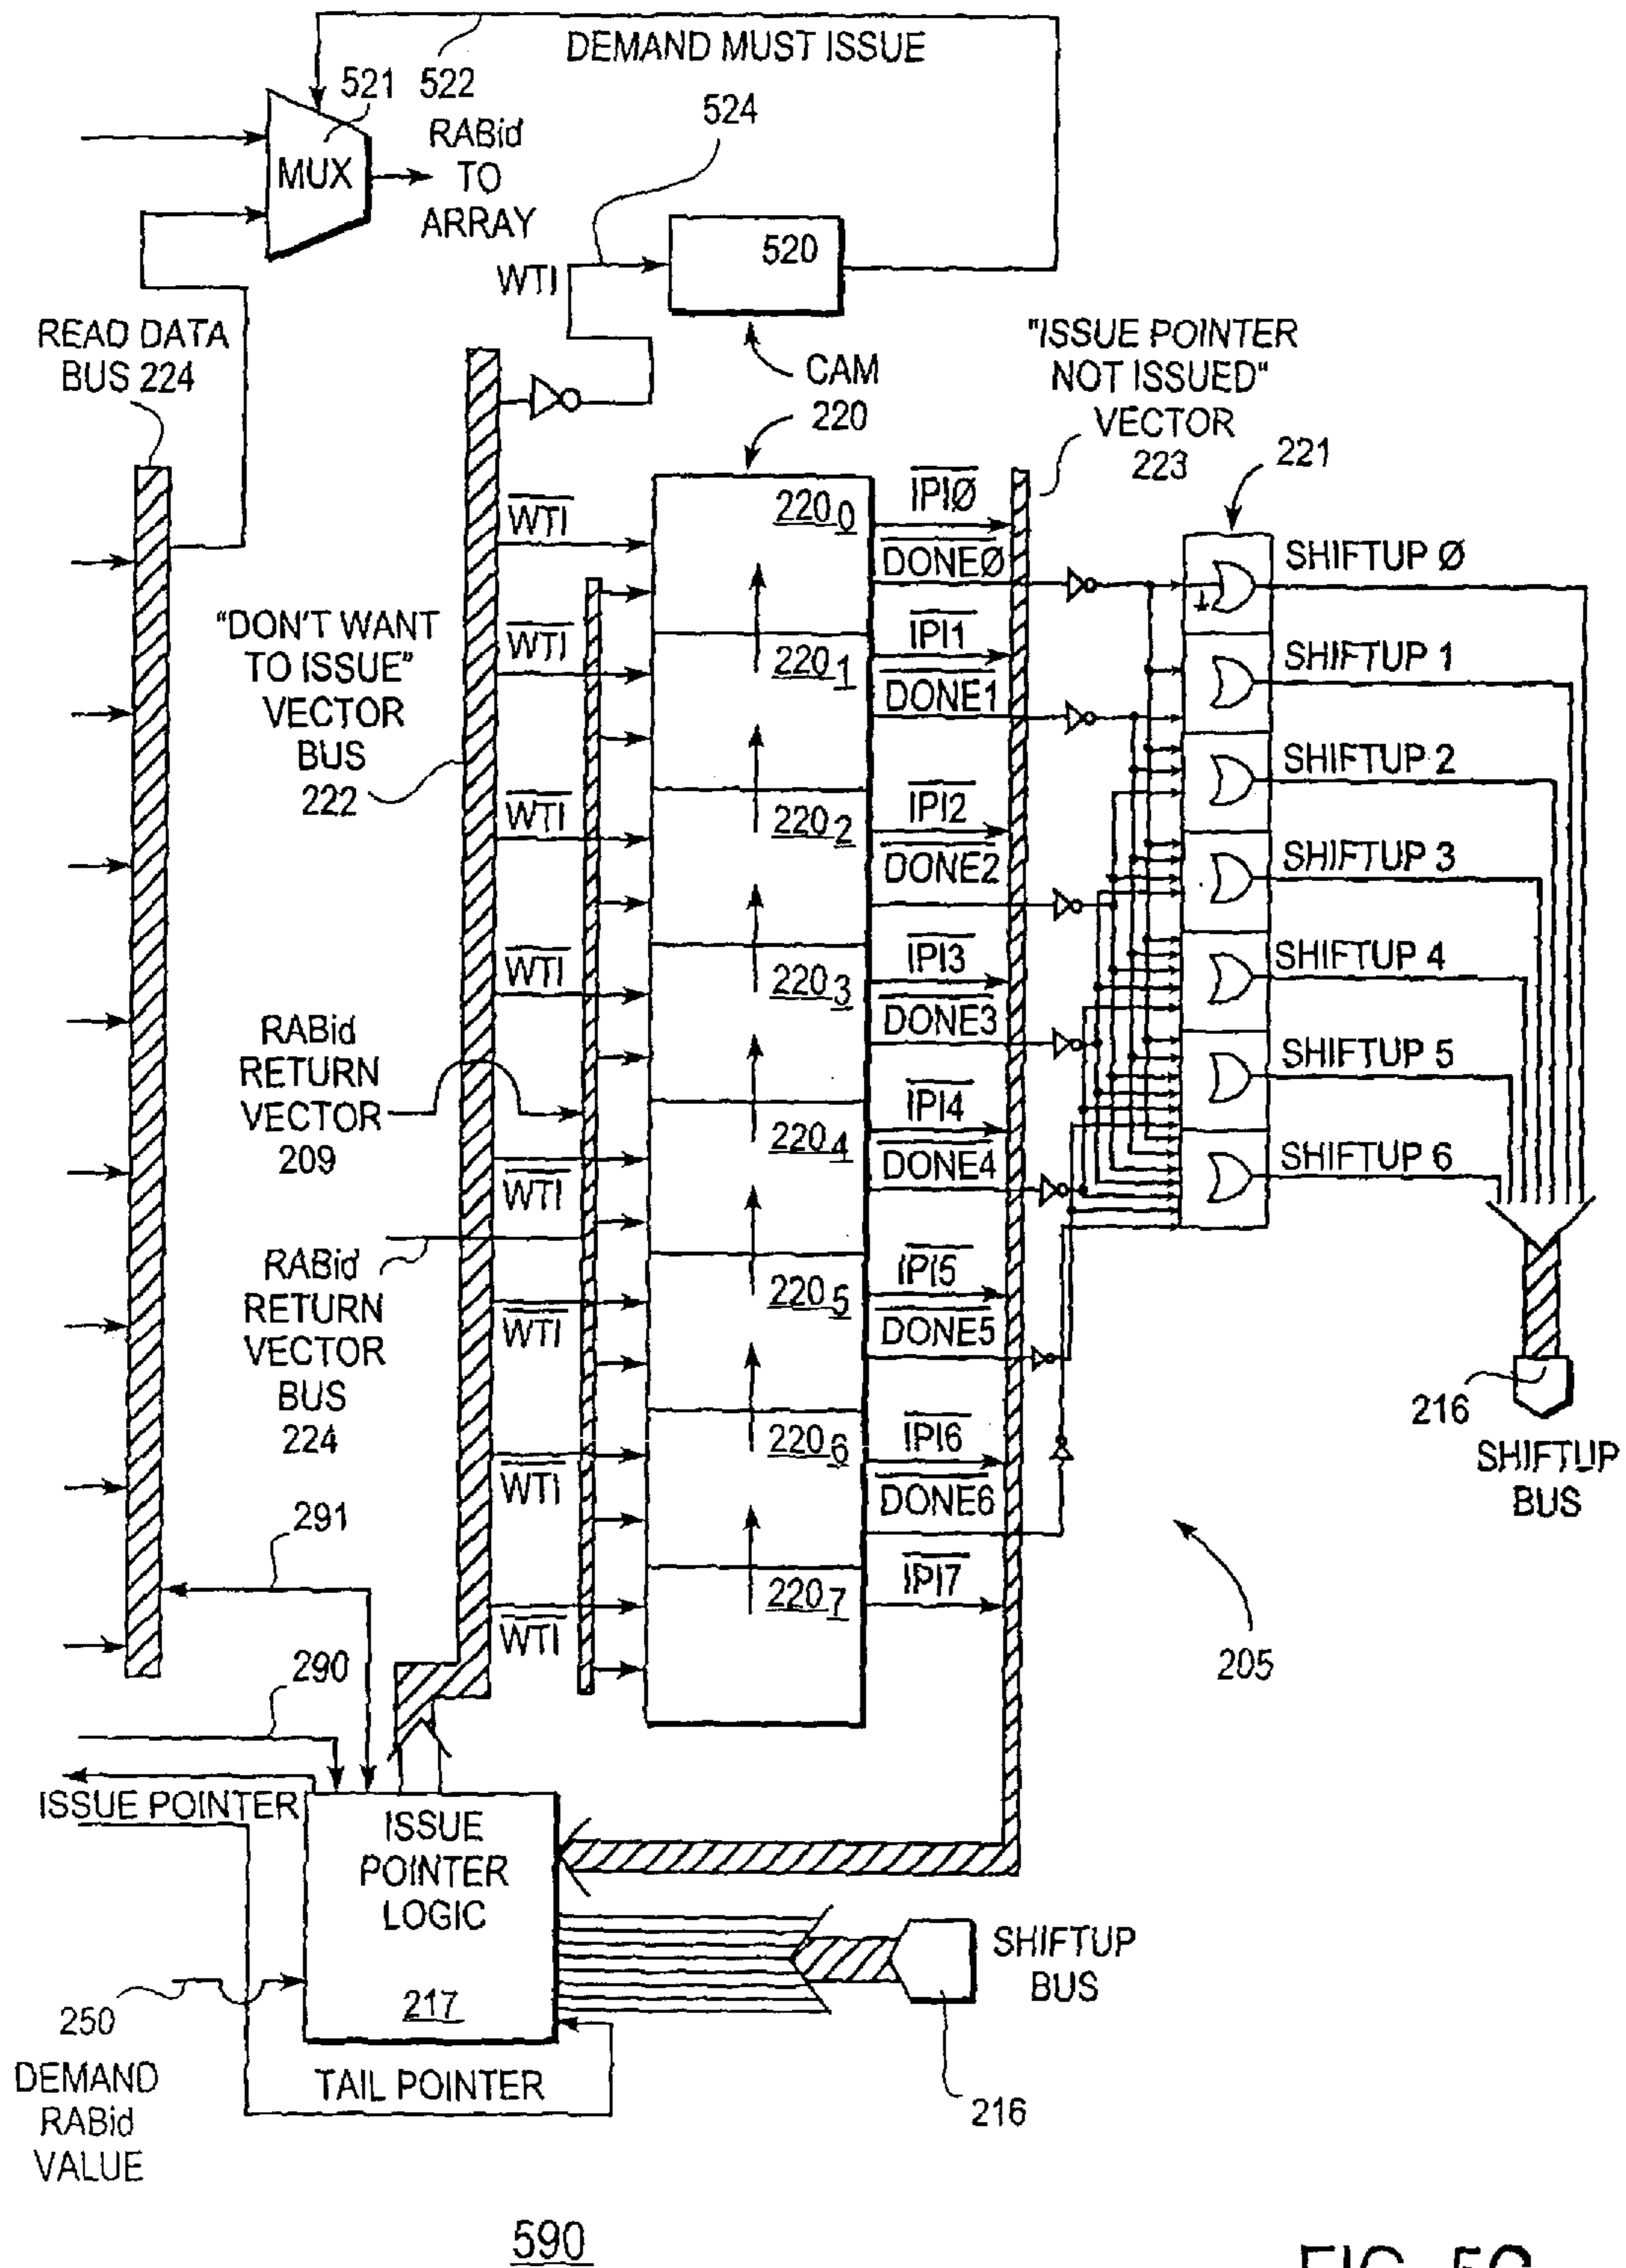 DEMAND MUST ISSUE
521 522
524
MUX
RABid
TO
ARRAY
WTI
520
READ DATA
BUS 224
CAM
220
"ISSUE POINTER
NOT ISSUED"
VECTOR
223
221
"DON'T WANT
TO ISSUE"
VECTOR
BUS
222
WTI
WTI
WTI
WTI
WTI
WTI
WTI
WTI
RABid
RETURN
VECTOR
209
RABid
RETURN
VECTOR
BUS
224
220 0
220 1
220 2
220 3
220 4
220 5
220 6
220 7
IPIØ
DONEØ
IPI1
DONE1
IPI2
DONE2
IPI3
DONE3
IPI4
DONE4
IPI5
DONE5
IPI6
DONE6
IPI7
SHIFTUP Ø
SHIFTUP 1
SHIFTUP 2
SHIFTUP 3
SHIFTUP 4
SHIFTUP 5
SHIFTUP 6
216
SHIFTUP
BUS
205
291
290
ISSUE POINTER
ISSUE
POINTER
LOGIC
217
SHIFTUP
BUS
216
250
DEMAND
RABid
VALUE
TAIL POINTER
590